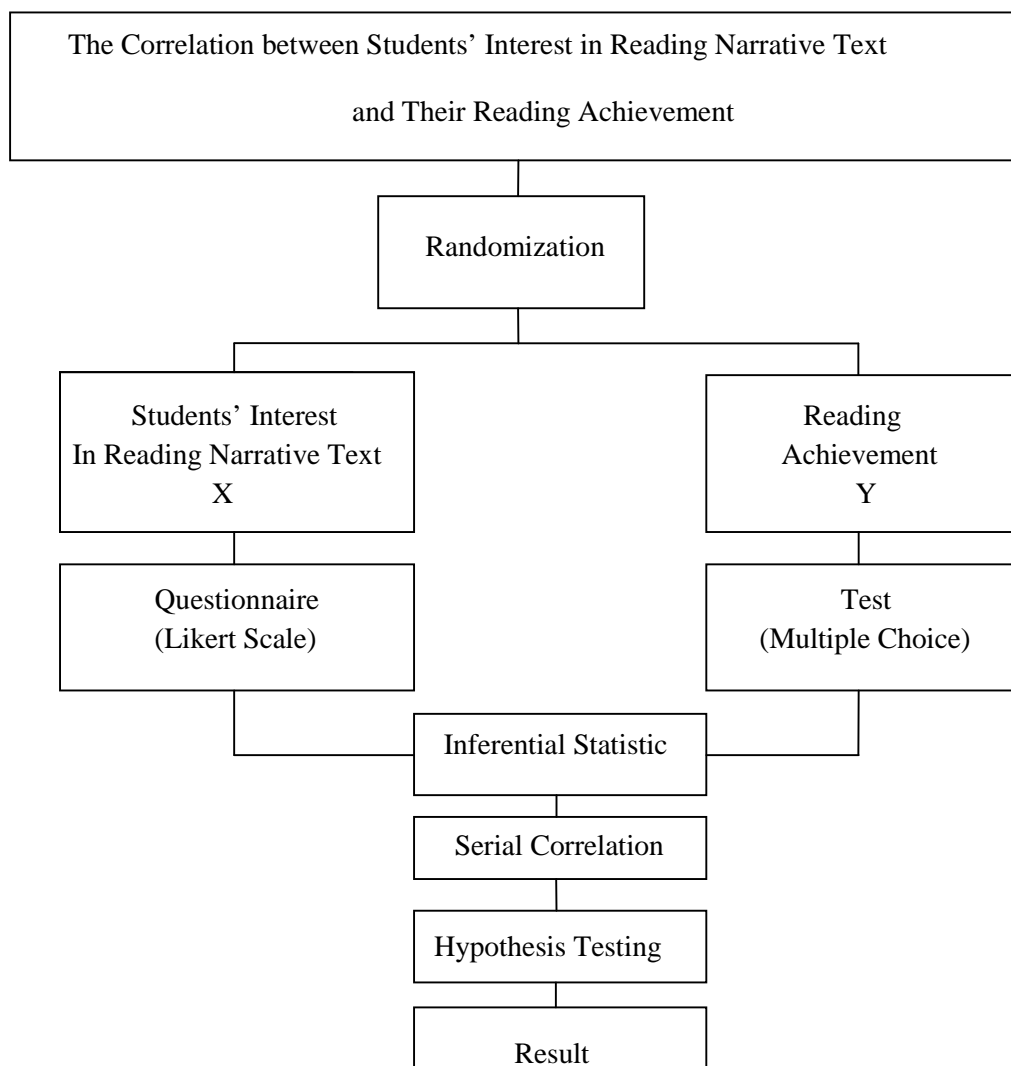 The Correlation between Students’ Interest in Reading Narrative Text
and Their Reading Achievement
Randomization
Students’ Interest
In Reading Narrative Text
X
Reading
Achievement
Y
Questionnaire
(Likert Scale)
Test
(Multiple Choice)
Inferential Statistic
Serial Correlation
Hypothesis Testing
Result